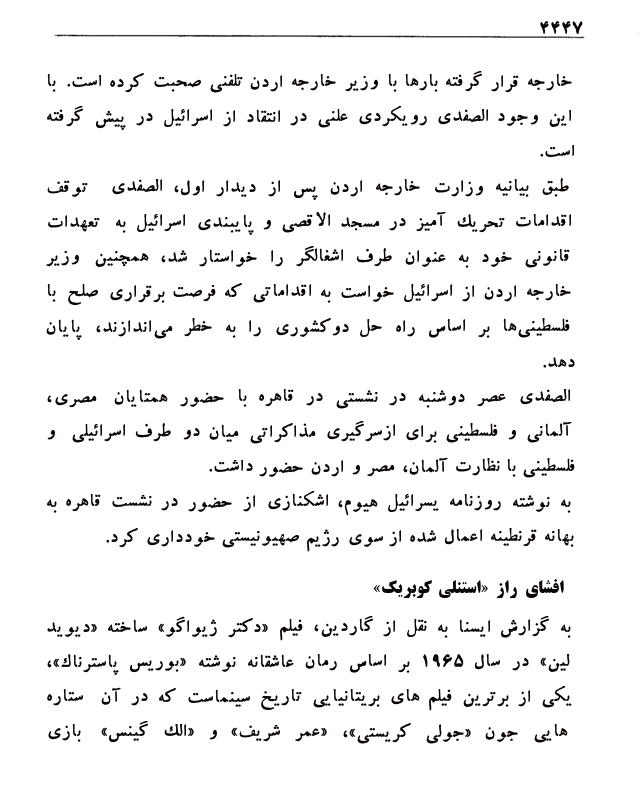 ۴۴۴۷
خارجه قرار گرفته بارها با وزیر خارجه اردن تلفنی صحبت کرده است. با
این وجود الصفدی رویکردی علنی در انتقاد از اسرائیل در پیش گرفته
است.
طبق بیانیه وزارت خارجه اردن پس از دیدار اول، الصفدی توقف
اقدامات تحریك آمیز در مسجد الاقصی و پایبندی اسرائیل به تعهدات
قانونی خود به عنوان طرف اشغالگر را خواستار شد، همچنین وزیر
خارجه اردن از اسرائیل خواست به اقداماتی که فرصت برقراری صلح با
فلسطینی‌ها بر اساس راه حل دوکشوری را به خطر می‌اندازند، پایان
دهد.
الصفدی عصر دوشنبه در نشستی در قاهره با حضور همتایان مصری،
آلمانی و فلسطینی برای ازسرگیری مذاکراتی میان دو طرف اسرائیلی و
فلسطینی با نظارت آلمان، مصر و اردن حضور داشت.
به نوشته روزنامه یسرائیل هیوم، اشکنازی از حضور در نشست قاهره به
بهانه قرنطینه اعمال شده از سوی رژیم صهیونیستی خودداری کرد.
افشای راز «استنلی کوبریک»
به گزارش ایسنا به نقل از گاردین، فیلم «دکتر ژیواگو» ساخته «دیوید
لین» در سال ۱۹۶۵ بر اساس رمان عاشقانه نوشته «بوریس پاسترناك»،
یکی از برترین فیلم های بریتانیایی تاریخ سینماست که در آن ستاره
هایی جون «جولی کریستی»، «عمر شریف» و «الك گینس» بازی